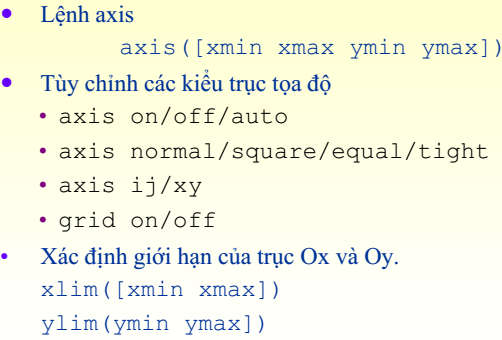 • Lệnh axis
axis([xmin xmax ymin ymax])
• Tùy chỉnh các kiểu trục tọa độ
• axis on/off/auto
• axis normal/square/equal/tight
• axis ij/xy
• grid on/off
• Xác định giới hạn của trục Ox và Oy.
xlim([xmin xmax])
ylim(ymin ymax])